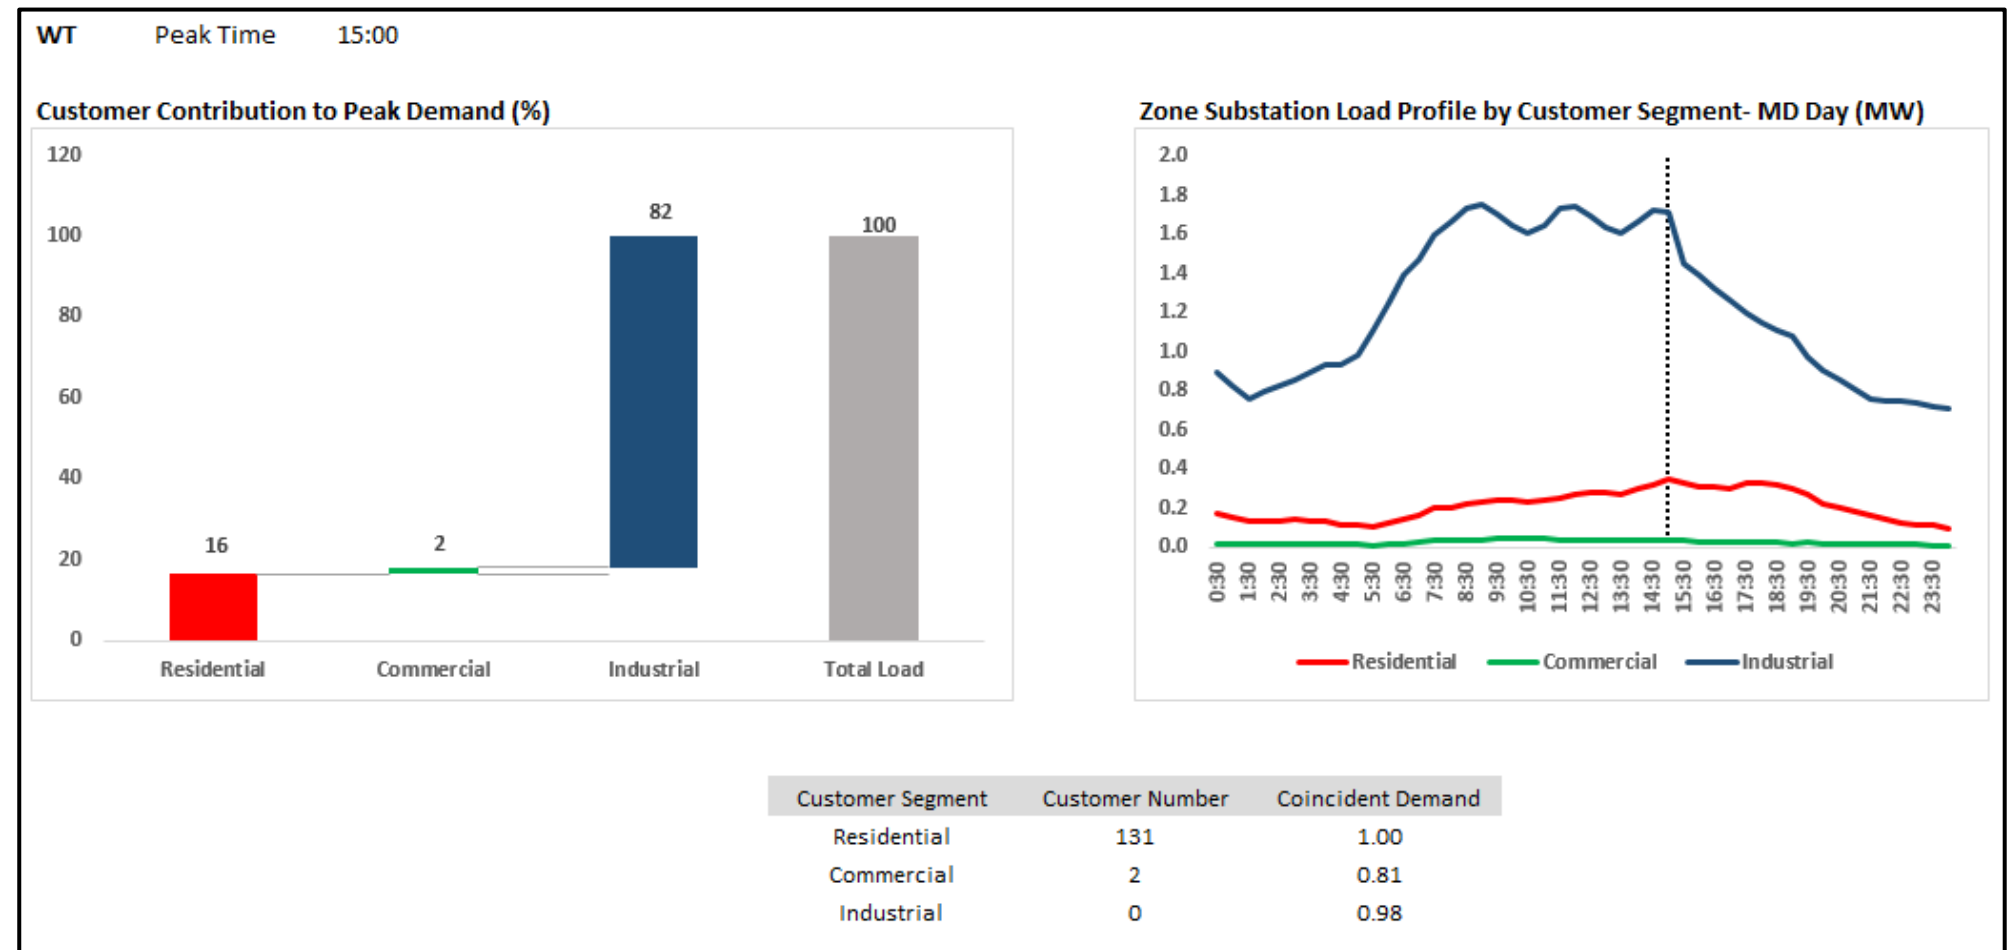 WT Peak Time 15:00
Customer Contribution to Peak Demand (%)
120
100
80
60
40
20
0
16
2
82
100
Residential Commercial Industrial Total Load
Zone Substation Load Profile by Customer Segment- MD Day (MW)
2.0
1.8
1.6
1.4
1.2
1.0
0.8
0.6
0.4
0.2
0.0
0:30 1:30 2:30 3:30 4:30 5:30 6:30 7:30 8:30 9:30 10:30 11:30 12:30 13:30 14:30 15:30 16:30 17:30 18:30 19:30 20:30 21:30 22:30 23:30
Residential Commercial Industrial
Customer Segment Customer Number Coincident Demand
Residential 131 1.00
Commercial 2 0.81
Industrial 0 0.98